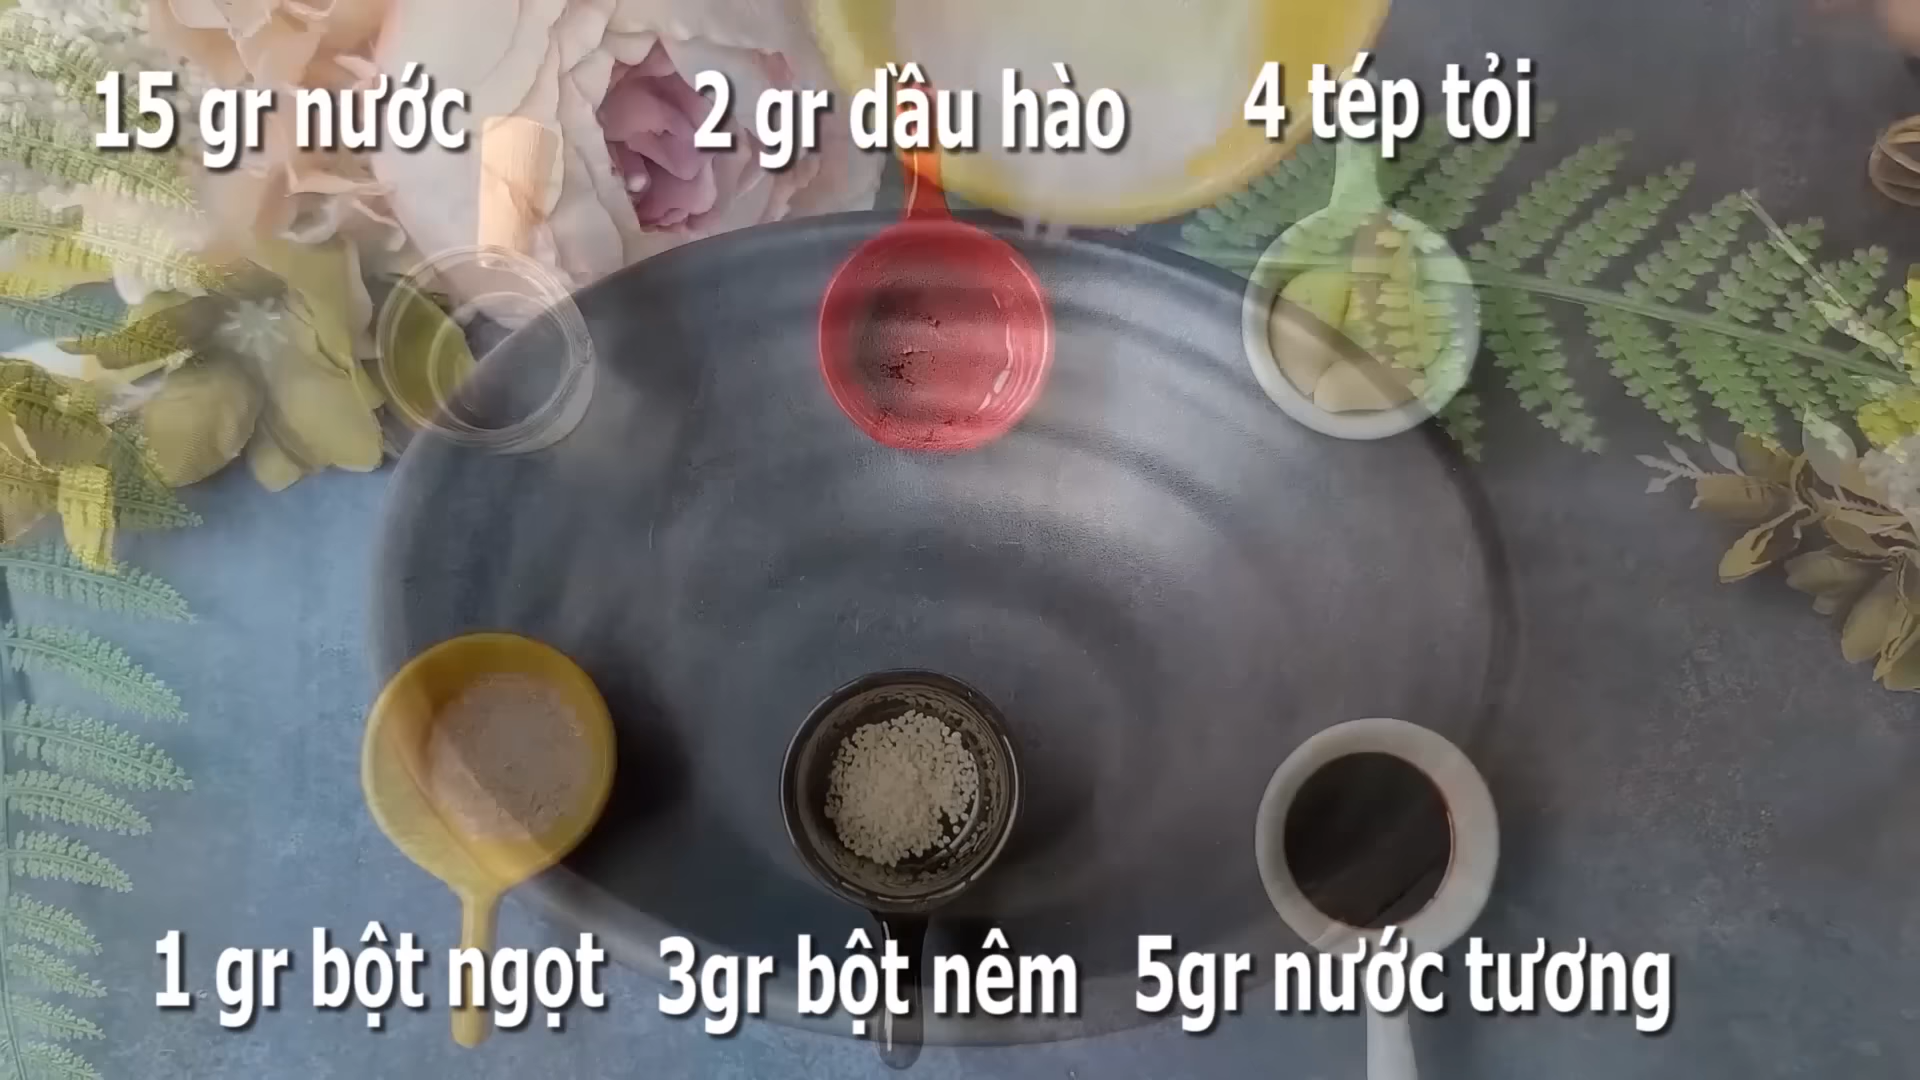 15 gr nước
2 gr dầu hào
4 tép tỏi
1 gr bột ngọt
3gr bột nêm
5gr nước tương